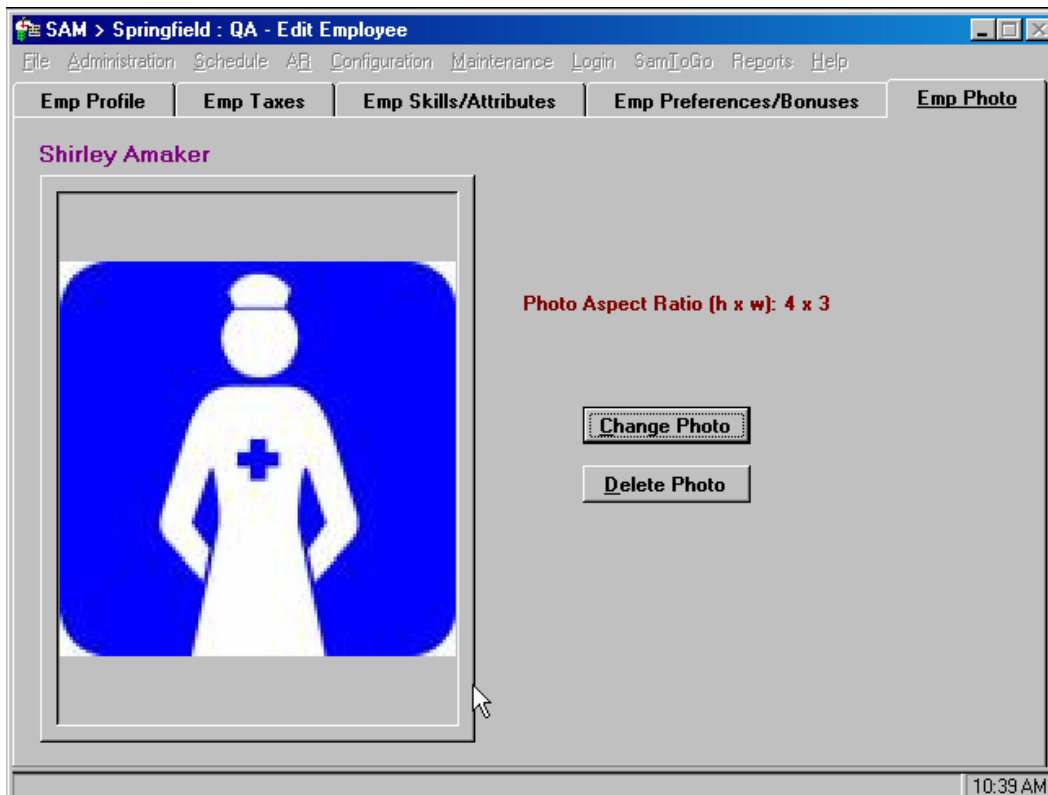 SAM > Springfield : QA - Edit Employee
File Administration Schedule AR Configuration Maintenance Login SamToGo Reports Help
Emp Profile Emp Taxes Emp Skills/Attributes Emp Preferences/Bonuses Emp Photo
Shirley Amaker
Photo Aspect Ratio (h x w): 4 x 3
Change Photo
Delete Photo
10:39 AM